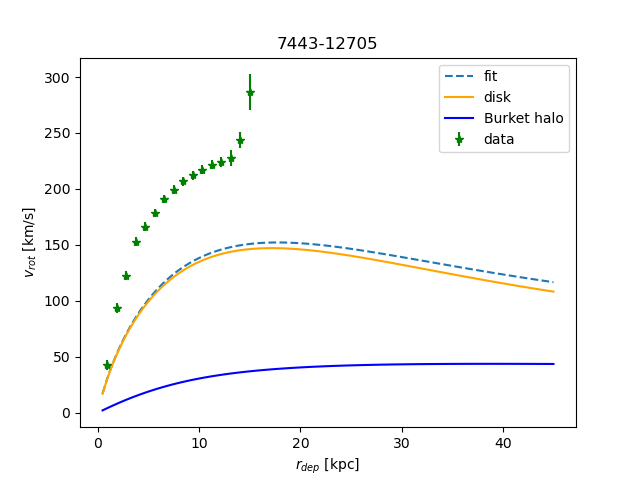 7443-12705
fit
disk
Burket halo
data
300
250
200
150
100
50
0
v_rot [km/s]
0 10 20 30 40
r_dep [kpc]